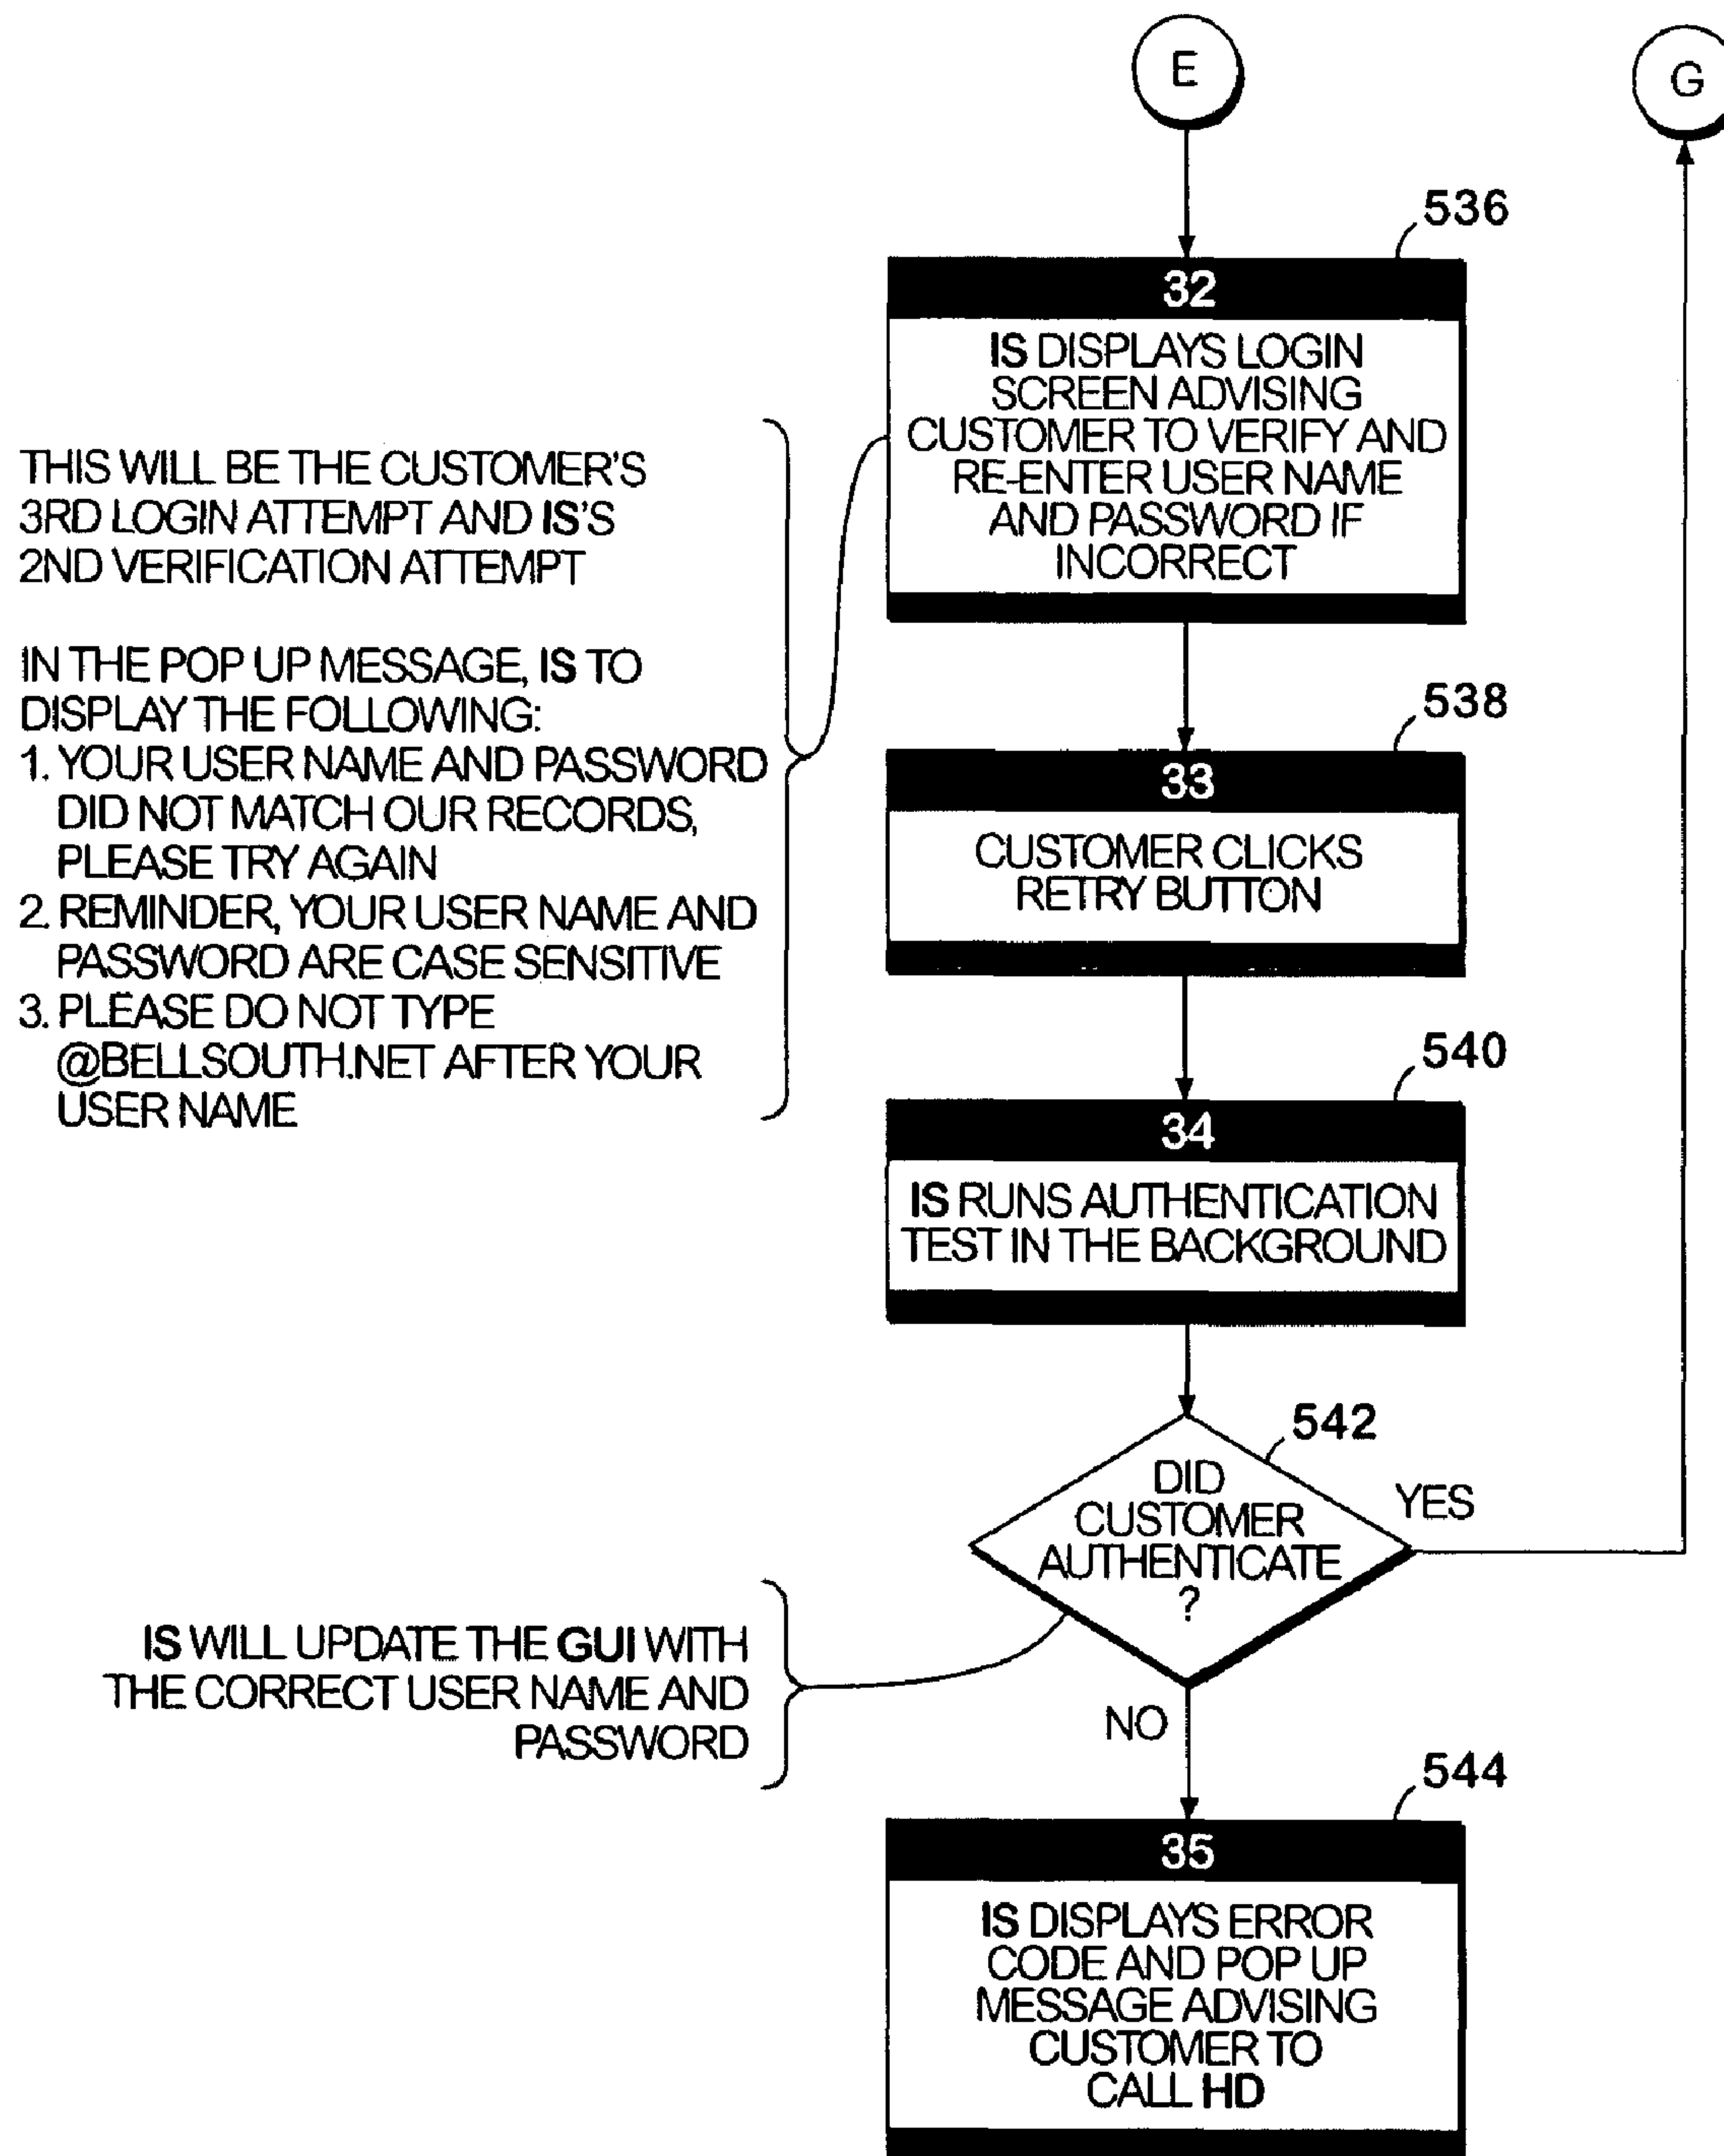 E
G
536
32
IS DISPLAYS LOGIN
SCREEN ADVISING
CUSTOMER TO VERIFY AND
RE-ENTER USER NAME
AND PASSWORD IF
INCORRECT
THIS WILL BE THE CUSTOMER'S
3RD LOGIN ATTEMPT AND IS'S
2ND VERIFICATION ATTEMPT
IN THE POP UP MESSAGE, IS TO
DISPLAY THE FOLLOWING:
1. YOUR USER NAME AND PASSWORD
DID NOT MATCH OUR RECORDS,
PLEASE TRY AGAIN
2. REMINDER, YOUR USER NAME AND
PASSWORD ARE CASE SENSITIVE
3. PLEASE DO NOT TYPE
@BELLSOUTH.NET AFTER YOUR
USER NAME
538
33
CUSTOMER CLICKS
RETRY BUTTON
540
34
IS RUNS AUTHENTICATION
TEST IN THE BACKGROUND
542
DID
CUSTOMER
AUTHENTICATE
?
YES
IS WILL UPDATE THE GUI WITH
THE CORRECT USER NAME AND
PASSWORD
NO
544
35
IS DISPLAYS ERROR
CODE AND POP UP
MESSAGE ADVISING
CUSTOMER TO
CALL HD